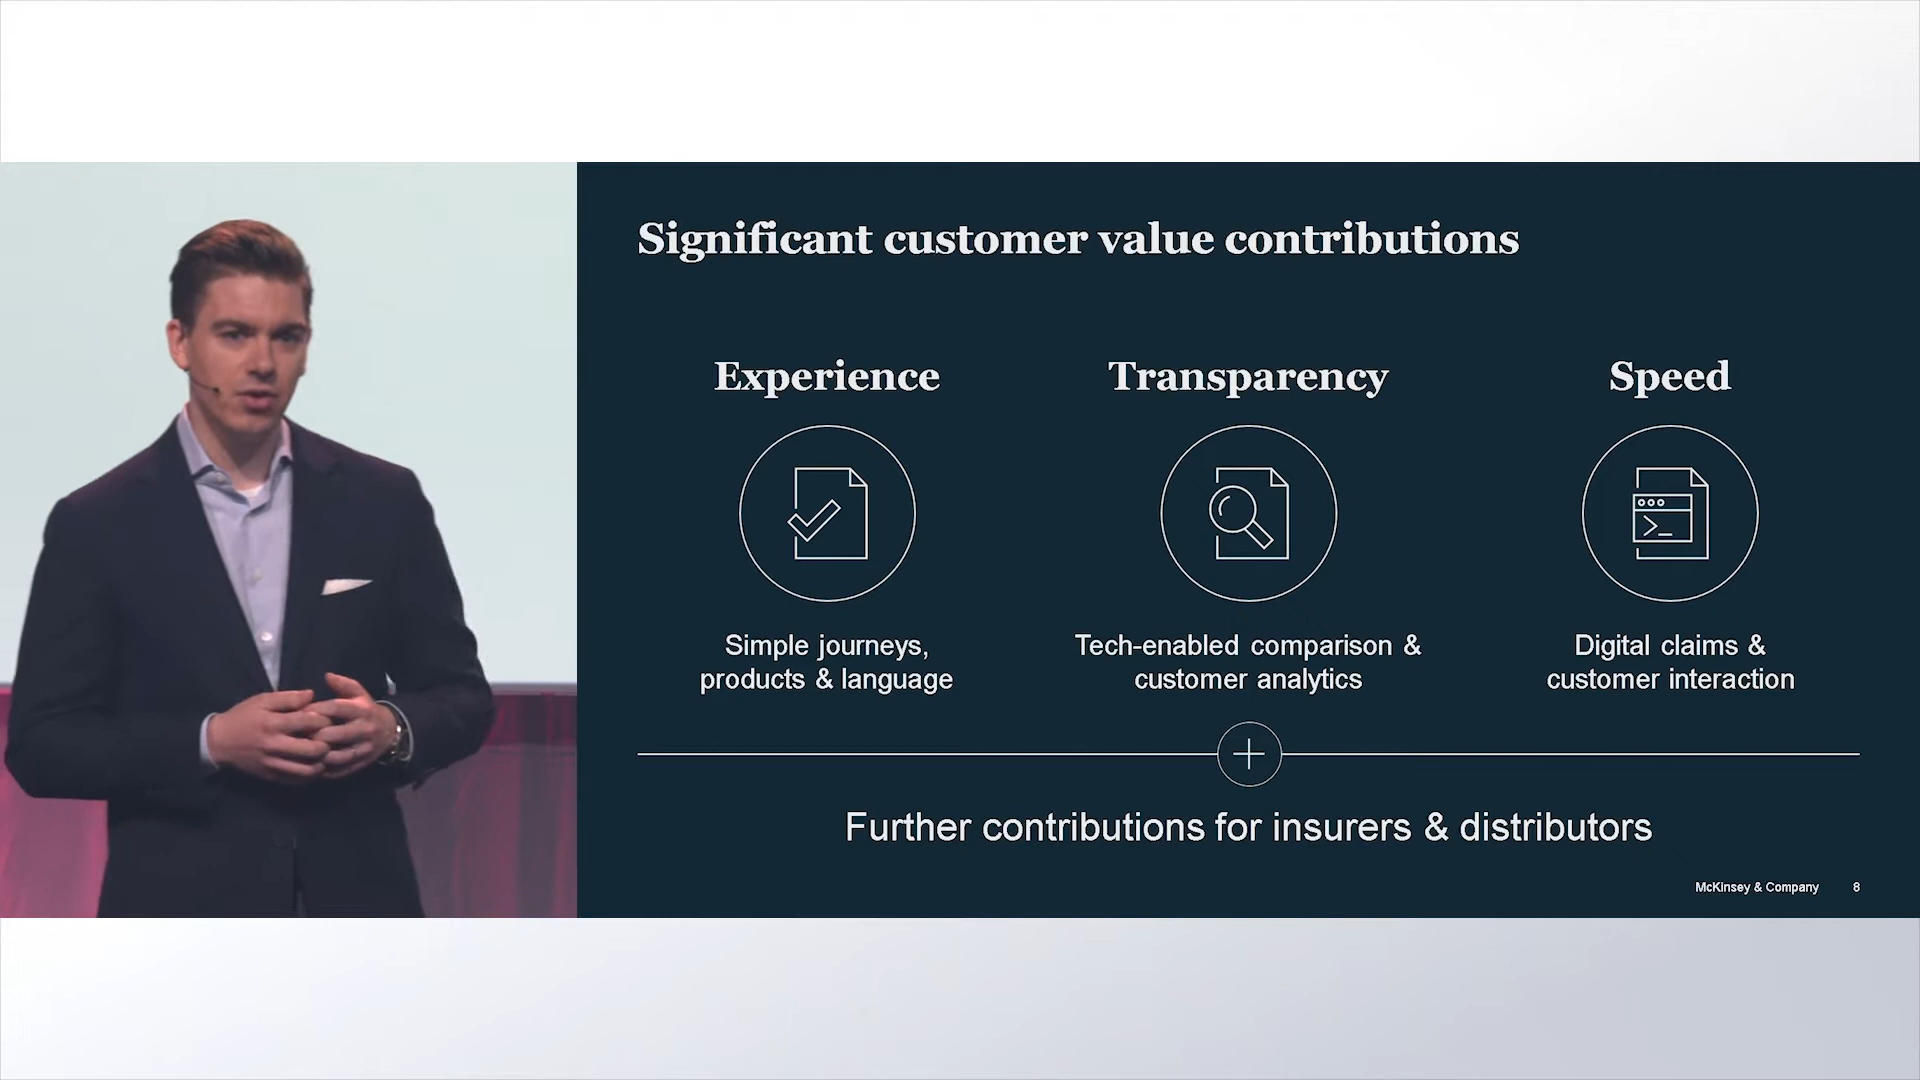 Significant customer value contributions
Experience
Simple journeys,
products & language
Transparency
Tech-enabled comparison &
customer analytics
Speed
Digital claims &
customer interaction
Further contributions for insurers & distributors
McKinsey & Company 8